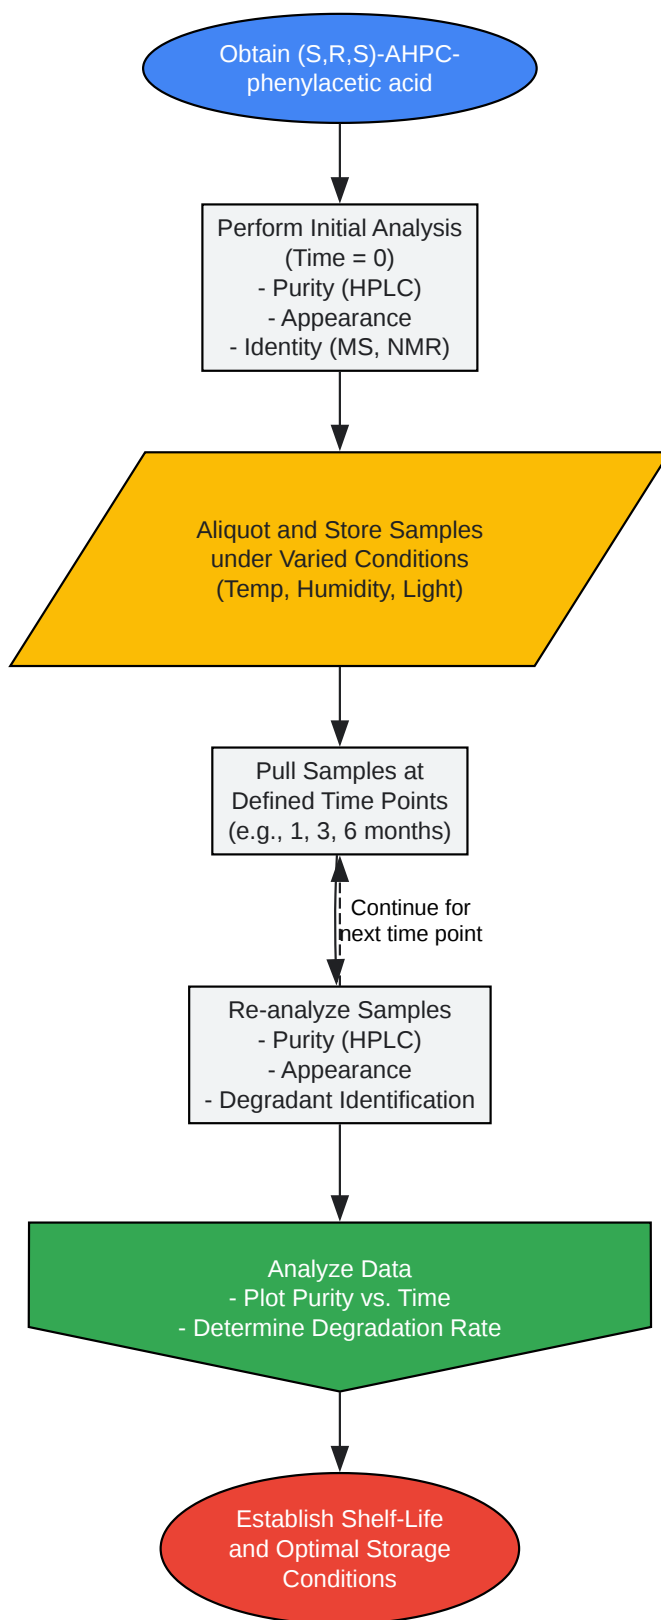 Obtain (S,R,S)-AHPC-
phenylacetic acid
Perform Initial Analysis
(Time = 0)
- Purity (HPLC)
- Appearance
- Identity (MS, NMR)
Aliquot and Store Samples
under Varied Conditions
(Temp, Humidity, Light)
Pull Samples at
Defined Time Points
(e.g., 1, 3, 6 months)
Continue for
next time point
Re-analyze Samples
- Purity (HPLC)
- Appearance
- Degradant Identification
Analyze Data
- Plot Purity vs. Time
- Determine Degradation Rate
Establish Shelf-Life
and Optimal Storage
Conditions